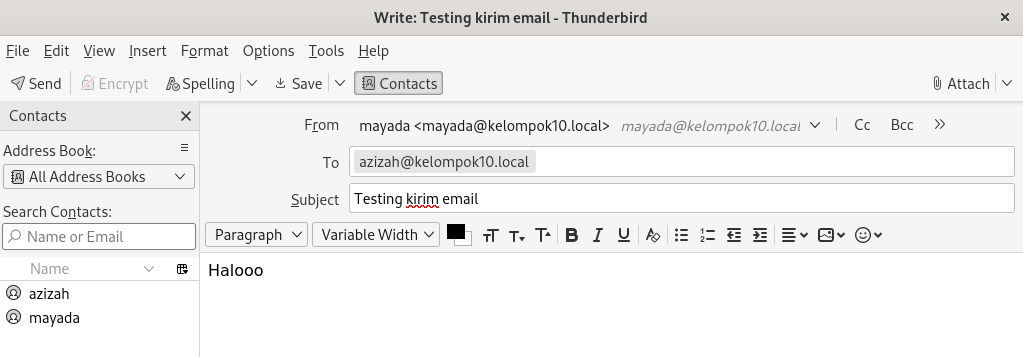 Write: Testing kirim email - Thunderbird
File Edit View Insert Format Options Tools Help
Send Encrypt Spelling Save Contacts Attach
Contacts
Address Book:
All Address Books
Search Contacts:
Name or Email
Name
azizah
mayada
From mayada <mayada@kelompok10.local> mayada@kelompok10.local Cc Bcc
To azizah@kelompok10.local
Subject Testing kirim email
Paragraph Variable Width
Halooo